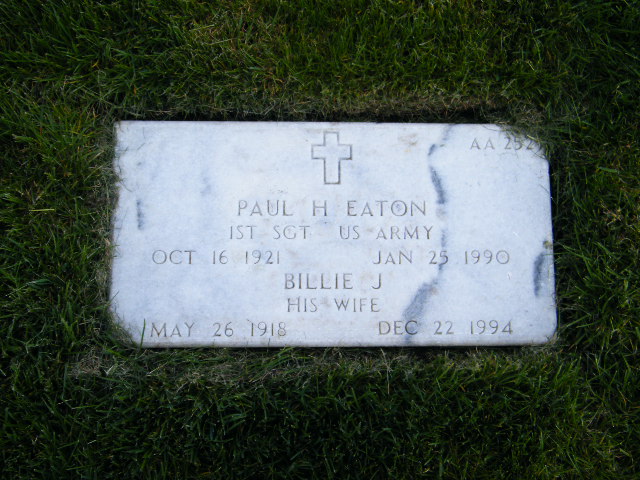 AA 252
PAUL H EATON
1ST SGT US ARMY
OCT 16 1921 JAN 25 1990
BILLIE J
HIS WIFE
MAY 26 1918 DEC 22 1994